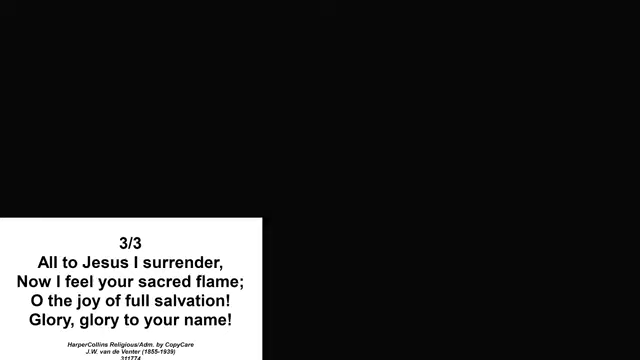 3/3
All to Jesus I surrender,
Now I feel your sacred flame;
O the joy of full salvation!
Glory, glory to your name!
HarperCollins Religious/Adm. by CopyCare
J.W. van de Venter (1855-1939)
311774